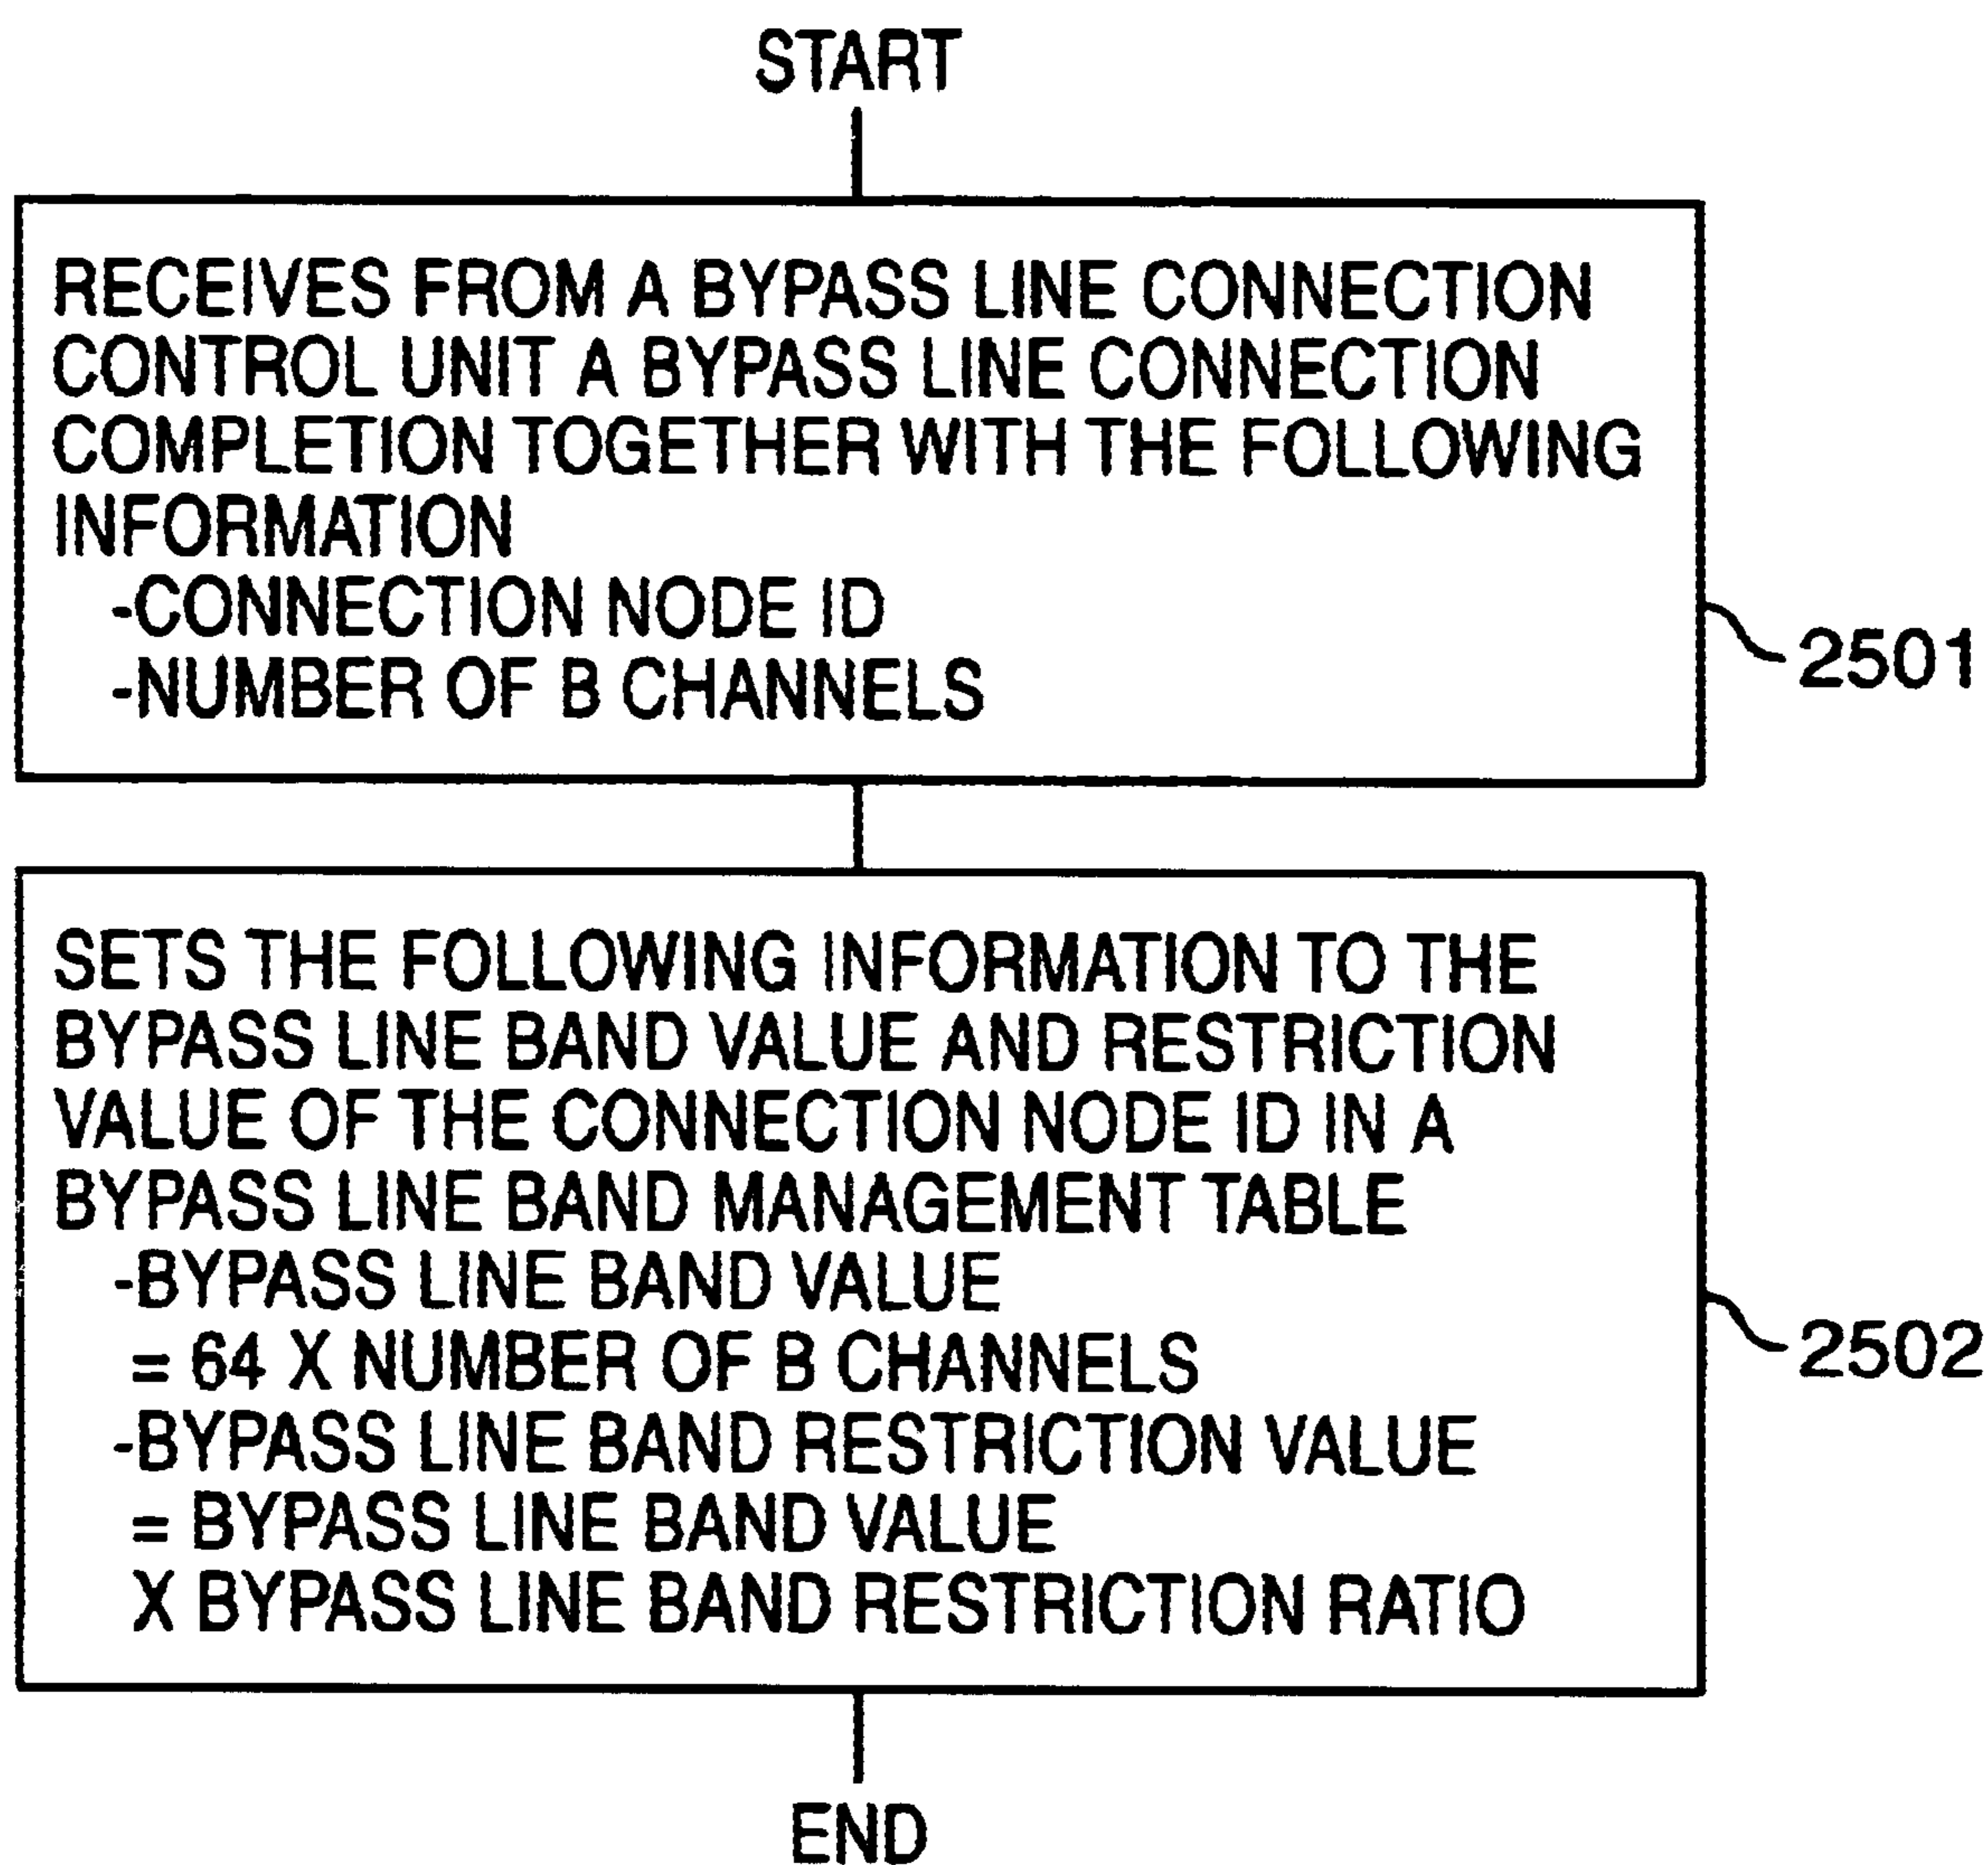 START
RECEIVES FROM A BYPASS LINE CONNECTION
CONTROL UNIT A BYPASS LINE CONNECTION
COMPLETION TOGETHER WITH THE FOLLOWING
INFORMATION
-CONNECTION NODE ID
-NUMBER OF B CHANNELS
2501
SETS THE FOLLOWING INFORMATION TO THE
BYPASS LINE BAND VALUE AND RESTRICTION
VALUE OF THE CONNECTION NODE ID IN A
BYPASS LINE BAND MANAGEMENT TABLE
-BYPASS LINE BAND VALUE
= 64 X NUMBER OF B CHANNELS
-BYPASS LINE BAND RESTRICTION VALUE
= BYPASS LINE BAND VALUE
X BYPASS LINE BAND RESTRICTION RATIO
2502
END